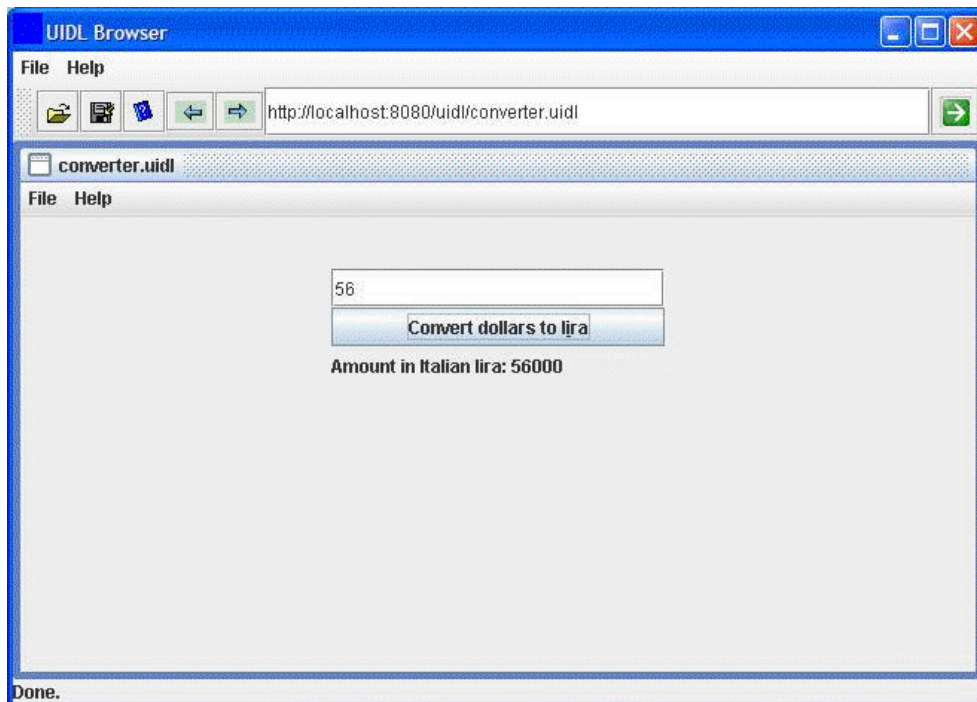 UIDL Browser
File Help
http://localhost:8080/uidl/converter.uidl
converter.uidl
File Help
56
Convert dollars to lira
Amount in Italian lira: 56000
Done.